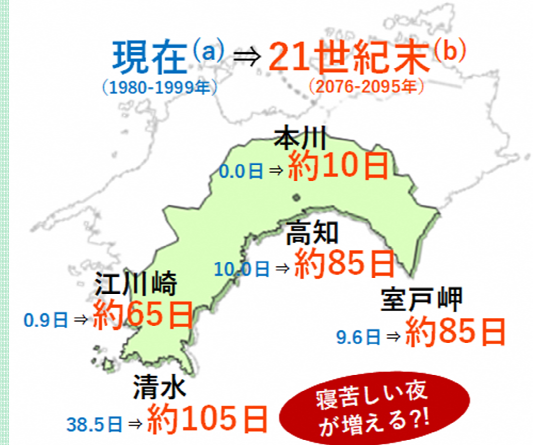 現在(a)⇒21世紀末(b)
(1980-1999年)
(2076-2095年)
本川
0.0日⇒約10日
高知
10.0日⇒約85日
江川崎
0.9日⇒約65日
室戸岬
9.6日⇒約85日
清水
38.5日⇒約105日
寝苦しい夜
が増える?!